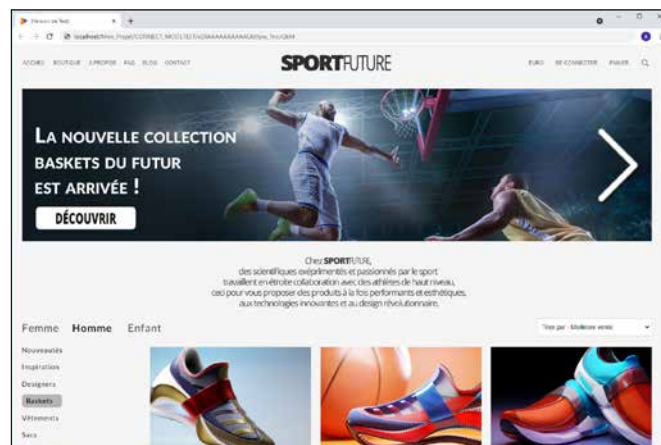 ACCUEIL BOUTIQUE À PROPOS FAQ BLOG CONTACT
SPORTFUTURE
EURO SE CONNECTER PANIER
LA NOUVELLE COLLECTION
BASKETS DU FUTUR
EST ARRIVÉE !
DÉCOUVRIR
Chez SPORTFUTURE,
des scientifiques expérimentés et passionnés par le sport
travaillent en étroite collaboration avec des athlètes de haut niveau,
ceci pour vous proposer des produits à la fois performants et esthétiques,
aux technologies innovantes et au design révolutionnaire.
Femme Homme Enfant
Trier par : Meilleure vente
Nouveautés
Inspiration
Designers
Baskets
Vêtements
Sacs